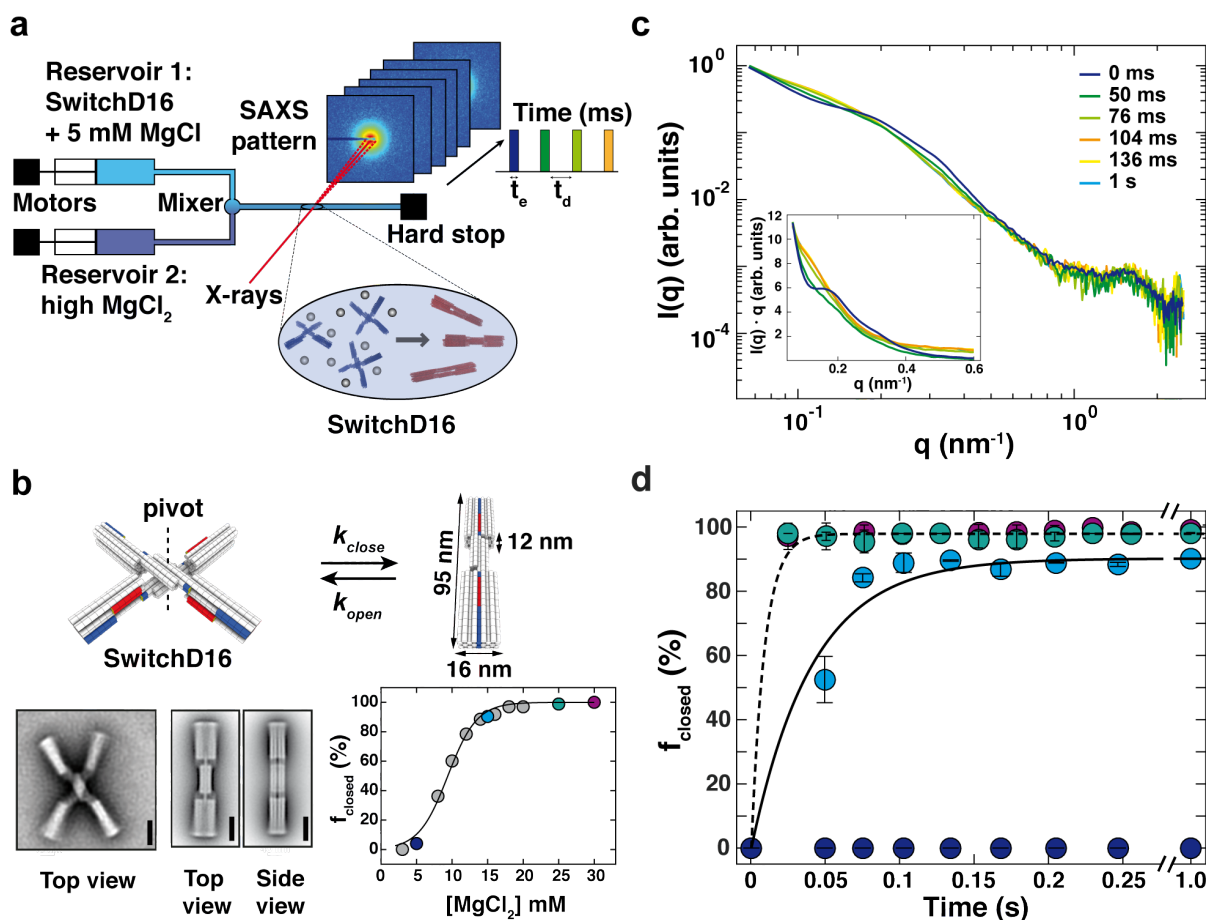 a
Reservoir 1:
SwitchD16
+ 5 mM MgCl
Motors
Mixer
Reservoir 2:
high MgCl2
SAXS
pattern
X-rays
Time (ms)
te
td
Hard stop
SwitchD16
b
pivot
SwitchD16
kclose
kopen
95 nm
12 nm
16 nm
Top view
Top
view
Side
view
fclosed (%)
100
80
60
40
20
0
0 5 10 15 20 25 30
[MgCl2] mM
c
I(q) (arb. units)
10^0
10^-2
10^-4
0 ms
50 ms
76 ms
104 ms
136 ms
1 s
I(q) · q (arb. units)
12
10
8
6
4
2
0.2 0.4 0.6
q (nm-1)
10^-1 10^0
q (nm-1)
d
fclosed (%)
100
80
60
40
20
0
0 0.05 0.1 0.15 0.2 0.25 1.0
Time (s)